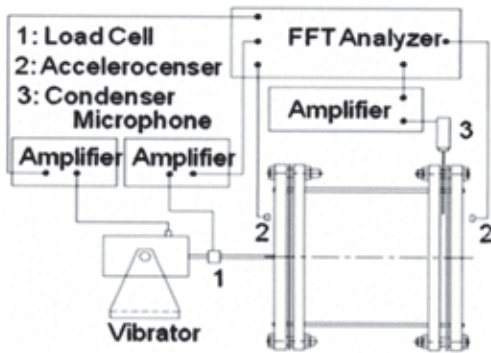 1: Load Cell
2: Accelerocenser
3: Condenser
Microphone
FFT Analyzer
Amplifier
3
Amplifier
Amplifier
2
2
1
Vibrator